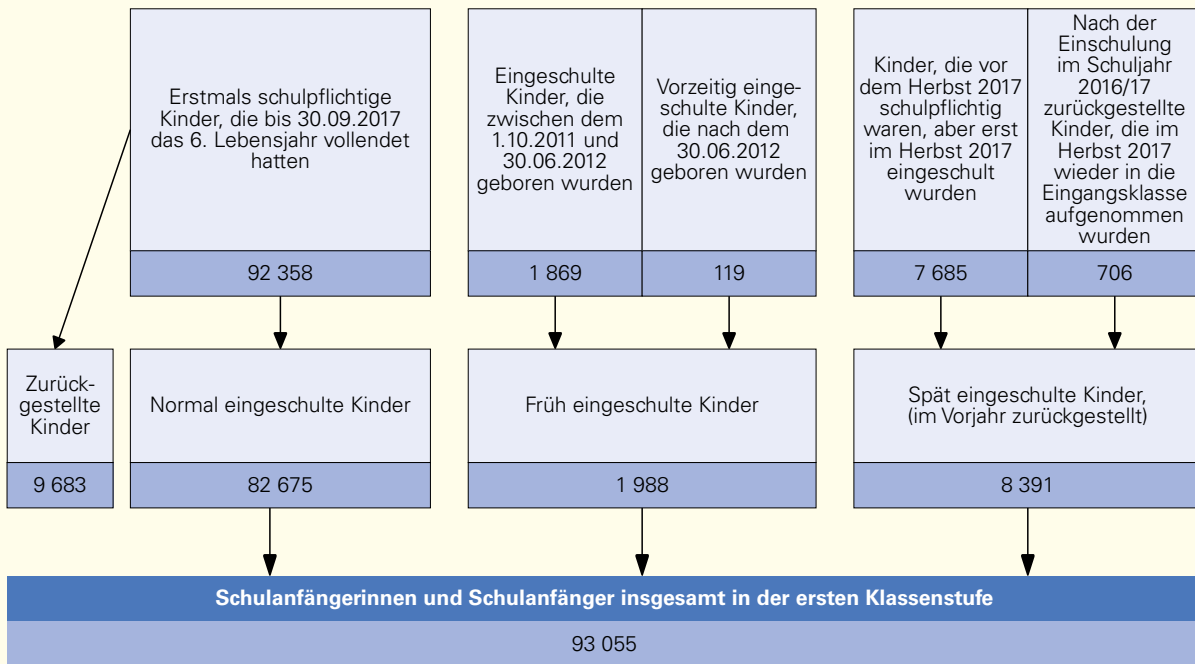 Erstmals schulpflichtige
Kinder, die bis 30.09.2017
das 6. Lebensjahr vollendet
hatten
92 358
Eingeschulte
Kinder, die
zwischen dem
1.10.2011 und
30.06.2012
geboren wurden
1 869
Vorzeitig einge-
schulte Kinder,
die nach dem
30.06.2012
geboren wurden
119
Kinder, die vor
dem Herbst 2017
schulpflichtig
waren, aber erst
im Herbst 2017
eingeschult
wurden
7 685
Nach der
Einschulung
im Schuljahr
2016/17
zurückgestellte
Kinder, die im
Herbst 2017
wieder in die
Eingangsklasse
aufgenommen
wurden
706
Zurück-
gestellte
Kinder
9 683
Normal eingeschulte Kinder
82 675
Früh eingeschulte Kinder
1 988
Spät eingeschulte Kinder,
(im Vorjahr zurückgestellt)
8 391
Schulanfängerinnen und Schulanfänger insgesamt in der ersten Klassenstufe
93 055